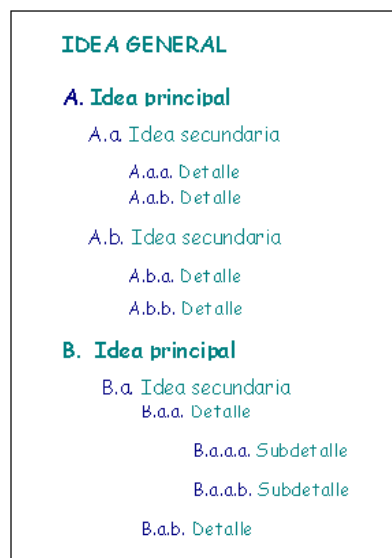 IDEA GENERAL
A. Idea principal
A.a. Idea secundaria
A.a.a. Detalle
A.a.b. Detalle
A.b. Idea secundaria
A.b.a. Detalle
A.b.b. Detalle
B. Idea principal
B.a. Idea secundaria
B.a.a. Detalle
B.a.a.a. Subdetalle
B.a.a.b. Subdetalle
B.a.b. Detalle